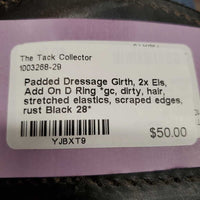 The Tack Collector
1003268-29
Padded Dressage Girth, 2x Els,
Add On D Ring *gc, dirty, hair,
stretched elastics, scraped edges,
rust Black 28*
$50.00
YJBXT9